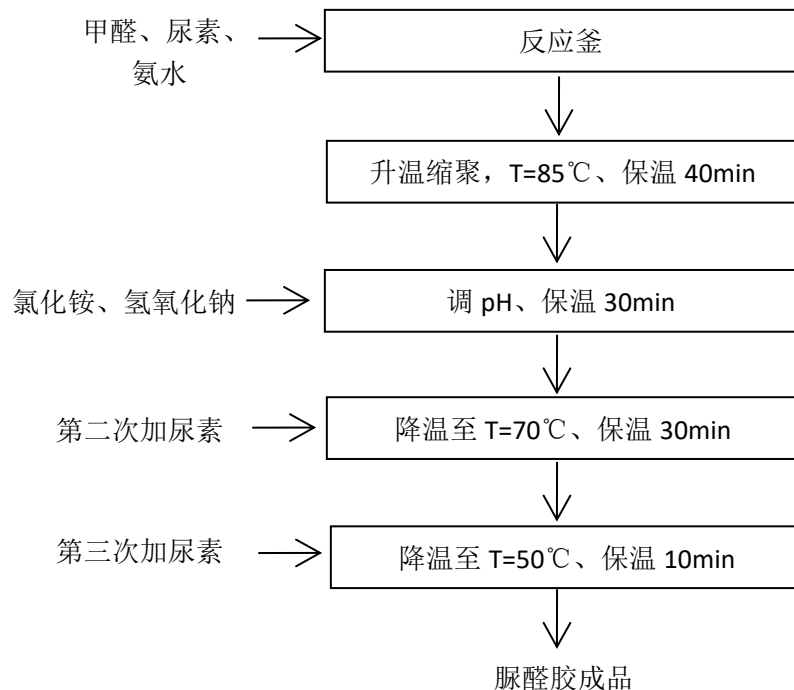 甲醛、尿素、
氨水
反应釜
升温缩聚，T=85℃、保温 40min
氯化铵、氢氧化钠
调 pH、保温 30min
第二次加尿素
降温至 T=70℃、保温 30min
第三次加尿素
降温至 T=50℃、保温 10min
脲醛胶成品